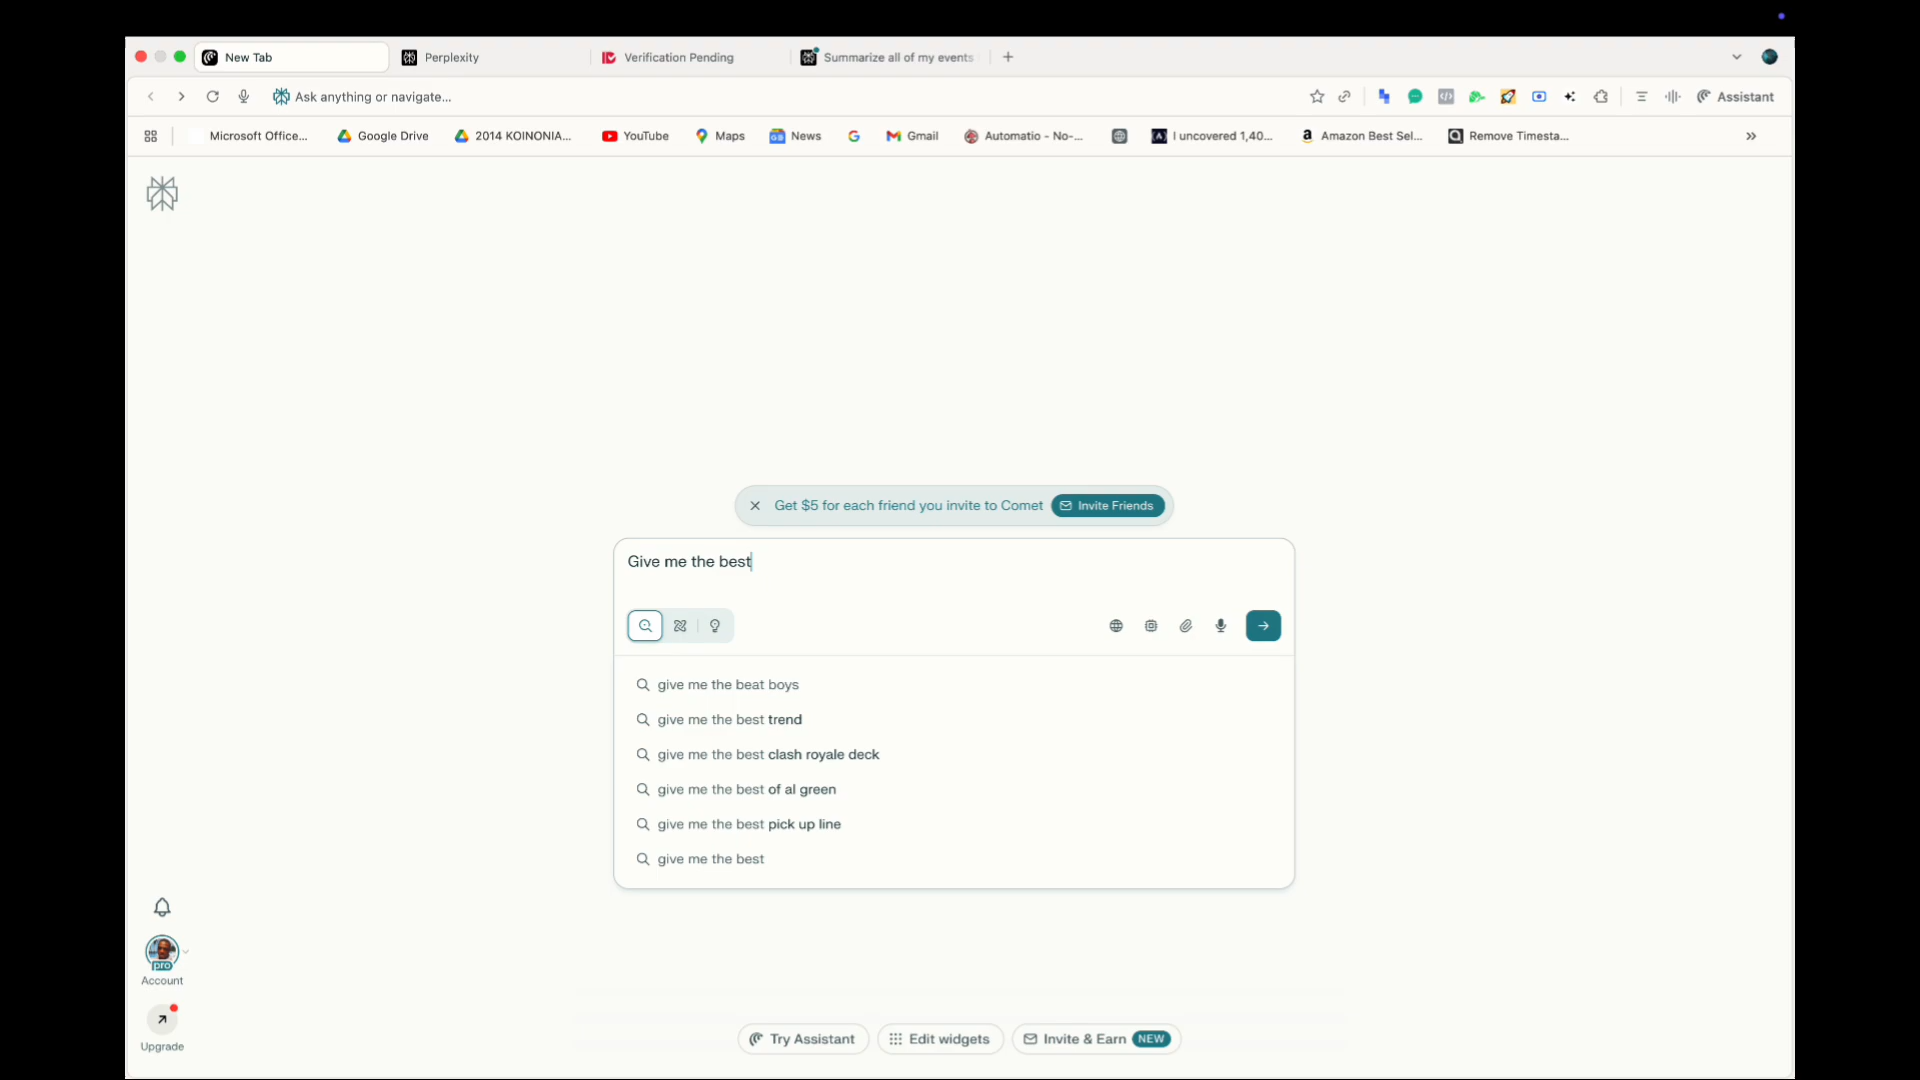 New Tab
Perplexity
Verification Pending
Summarize all of my events
Ask anything or navigate...
Assistant
Microsoft Office...
Google Drive
2014 KOINONIA...
YouTube
Maps
News
Gmail
Automatio - No-...
I uncovered 1,40...
Amazon Best Sel...
Remove Timesta...
Get $5 for each friend you invite to Comet
Invite Friends
Give me the best
give me the beat boys
give me the best trend
give me the best clash royale deck
give me the best of al green
give me the best pick up line
give me the best
pro
Account
Upgrade
Try Assistant
Edit widgets
Invite & Earn NEW